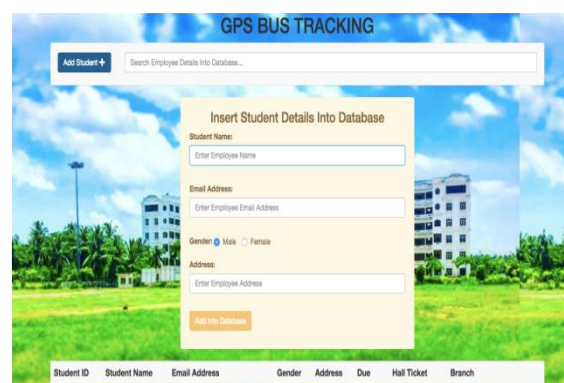 GPS BUS TRACKING
Add Student +
Search Employee Details Into Database...
Insert Student Details Into Database
Student Name:
Enter Employee Name
Email Address:
Enter Employee Email Address
Gender: Male Female
Address:
Enter Employee Address
Add Into Database
Student ID Student Name Email Address Gender Address Due Hall Ticket Branch